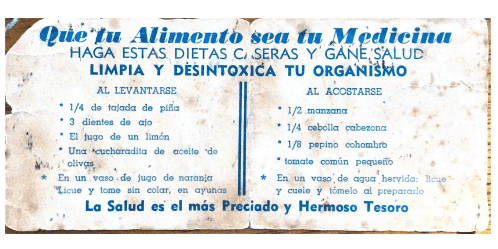 Que tu Alimento sea tu Medicina
HAGA ESTAS DIETAS CASERAS Y GANE SALUD
LIMPIA Y DESINTOXICA TU ORGANISMO
AL LEVANTARSE
* 1/4 de tajada de piña
* 3 dientes de ajo
* El jugo de un limón
* Una cucharadita de aceite de
olivas
* En un vaso de jugo de naranja
licue y tome sin colar, en ayunas
AL ACOSTARSE
* 1/2 manzana
* 1/4 cebolla cabezona
* 1/8 pepino cohombro
* tomate común pequeño
* En un vaso de agua hervida: licue
y cuele y tómelo al prepararlo
La Salud es el más Preciado y Hermoso Tesoro